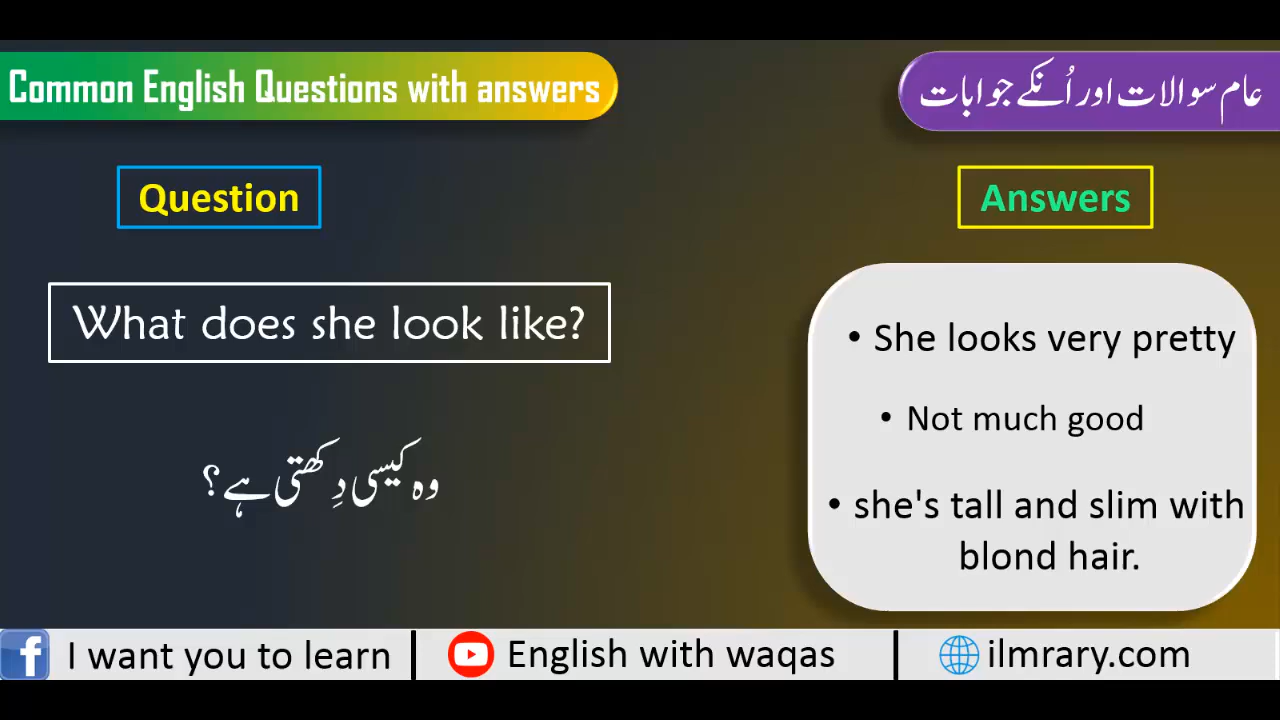 Common English Questions with answers
عام سوالات اور اُنکے جوابات
Question
Answers
What does she look like?
وہ کیسی دِکھتی ہے؟
• She looks very pretty
• Not much good
• she's tall and slim with
blond hair.
f I want you to learn
English with waqas
ilmrary.com